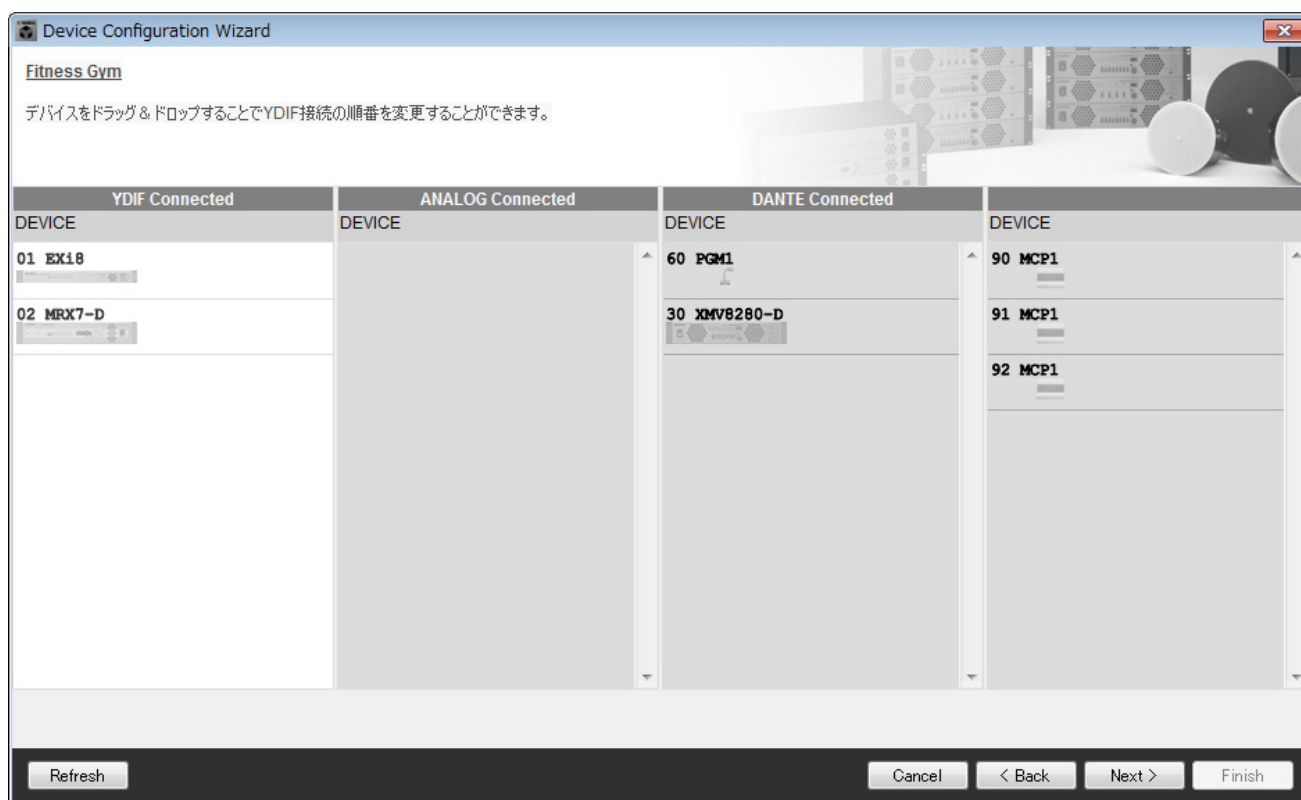 Device Configuration Wizard
Fitness Gym
デバイスをドラッグ＆ドロップすることでYDIF接続の順番を変更することができます。
YDIF Connected
ANALOG Connected
DANTE Connected
DEVICE
DEVICE
DEVICE
DEVICE
01 EXi8
60 PGM1
90 MCP1
02 MRX7-D
30 XMV8280-D
91 MCP1
92 MCP1
Refresh
Cancel
< Back
Next >
Finish